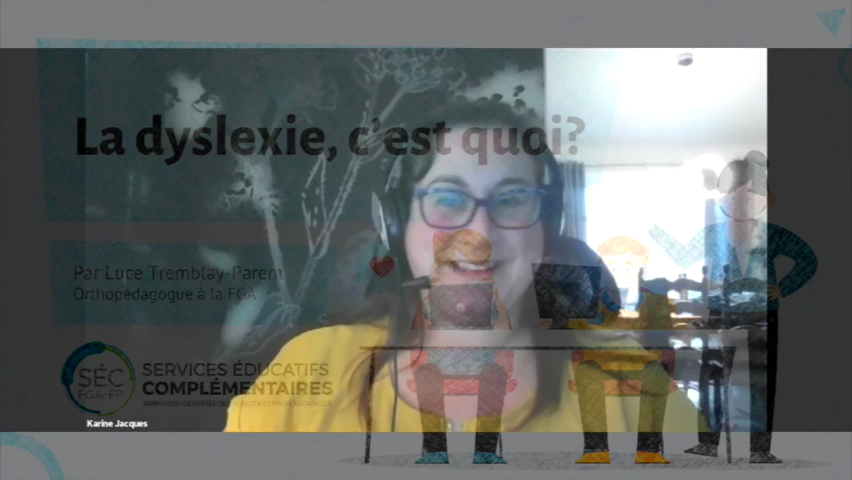 La dyslexie, c'est quoi?
Par Luce Tremblay-Parent
Orthopédagogue à la FGA
SÉC
FGA-FP
SERVICES ÉDUCATIFS
COMPLÉMENTAIRES
Karine Jacques